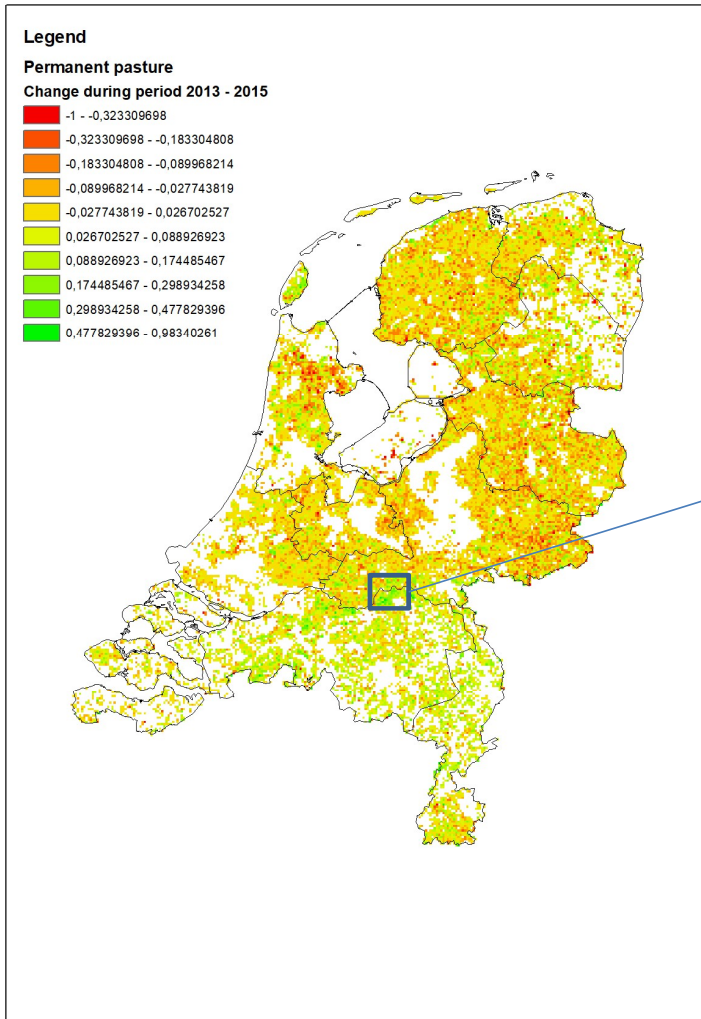 Legend
Permanent pasture
Change during period 2013 - 2015
-1 - -0,323309698
-0,323309698 - -0,183304808
-0,183304808 - -0,089968214
-0,089968214 - -0,027743819
-0,027743819 - 0,026702527
0,026702527 - 0,088926923
0,088926923 - 0,174485467
0,174485467 - 0,298934258
0,298934258 - 0,477829396
0,477829396 - 0,98340261